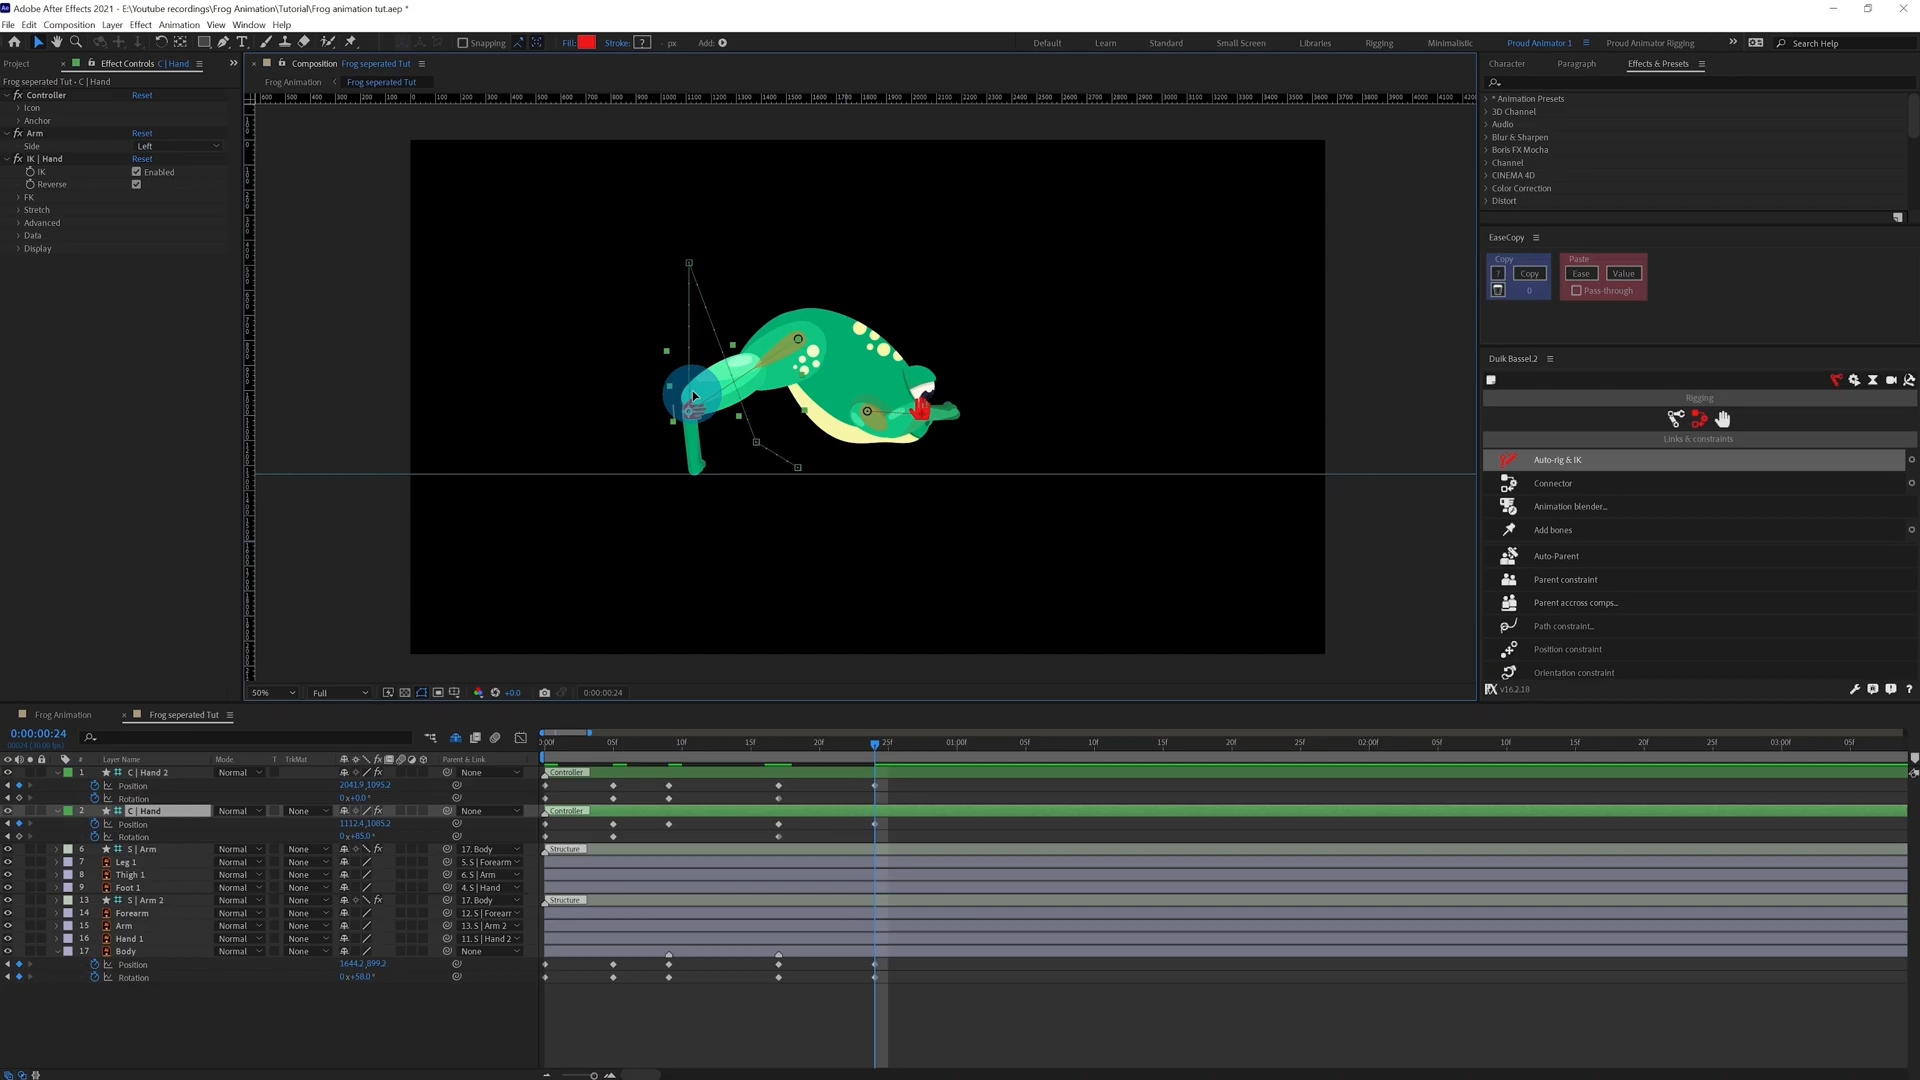 Adobe After Effects 2021 - E:\Youtube recordings\Frog Animation\Tutorial\Frog animation tut.aep *
File Edit Composition Layer Effect Animation View Window Help
Snapping Fill: Stroke: ? - px Add: Default Learn Standard Small Screen Libraries Rigging Minimalistic Proud Animator 1 Proud Animator Rigging Search Help
Project Effect Controls C | Hand
Frog seperated Tut • C | Hand
fx Controller Reset
Icon
Anchor
fx Arm Reset
Side Left
fx IK | Hand Reset
IK Enabled
Reverse
FK
Stretch
Advanced
Data
Display
Composition Frog seperated Tut
Frog Animation Frog seperated Tut
50% Full +0.0 0:00:00:24
Character Paragraph Effects & Presets
* Animation Presets
3D Channel
Audio
Blur & Sharpen
Boris FX Mocha
Channel
CINEMA 4D
Color Correction
Distort
EaseCopy
Copy Paste
? Copy Ease Value
0 Pass-through
Duik Bassel.2
Rigging
Links & constraints
Auto-rig & IK
Connector
Animation blender...
Add bones
Auto-Parent
Parent constraint
Parent accross comps...
Path constraint...
Position constraint
Orientation constraint
v16.2.18
Frog Animation Frog seperated Tut
0:00:00:24
00024 (30.00 fps)
0:00f 05f 10f 20f 25f 01:00f 05f 10f 15f 20f 25f 02:00f 05f 10f 15f 20f 25f 03:00f 05f
# Layer Name Mode T TrkMat Parent & Link
1 C | Hand 2 Normal None Controller
Position 2041.9,1095.2
Rotation 0x+0.0°
2 C | Hand Normal None None Controller
Position 1112.4,1085.2
Rotation 0x+85.0°
6 S | Arm Normal None 17. Body Structure
7 Leg 1 Normal None 5. S | Forearm
8 Thigh 1 Normal None 6. S | Arm
9 Foot 1 Normal None 4. S | Hand
13 S | Arm 2 Normal None 17. Body Structure
14 Forearm Normal None 12. S | Forearr
15 Arm Normal None 13. S | Arm 2
16 Hand 1 Normal None 11. S | Hand 2
17 Body Normal None None
Position 1644.2,899.2
Rotation 0x+58.0°